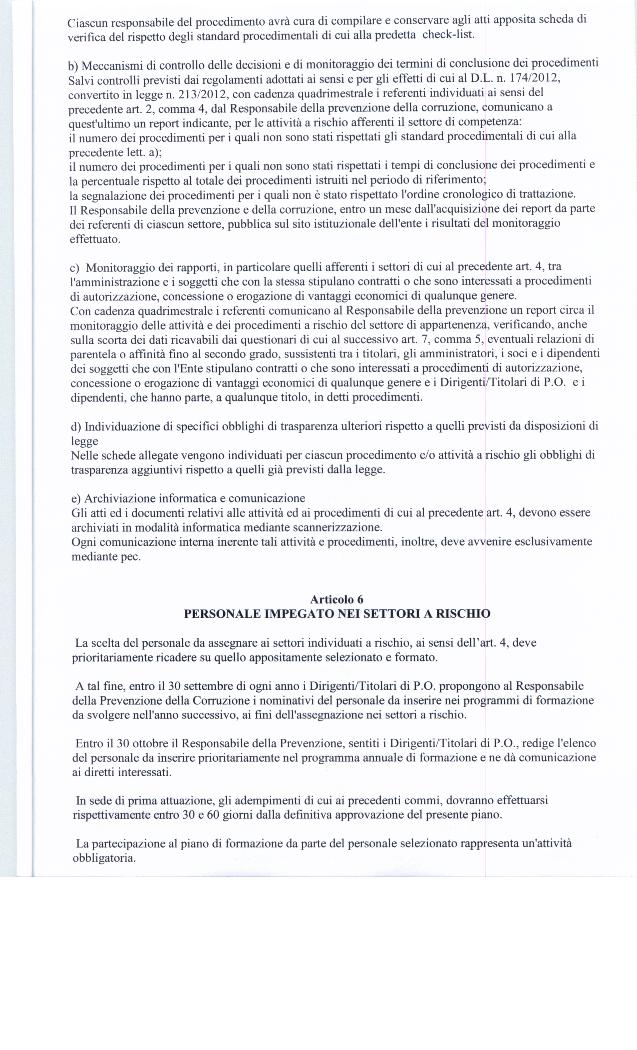 Ciascun responsabile del procedimento avrà cura di compilare e conservare agli atti apposita scheda di
verifica del rispetto degli standard procedimentali di cui alla predetta check-list.
b) Meccanismi di controllo delle decisioni e di monitoraggio dei termini di conclusione dei procedimenti
Salvi controlli previsti dai regolamenti adottati ai sensi e per gli effetti di cui al D.L. n. 174/2012,
convertito in legge n. 213/2012, con cadenza quadrimestrale i referenti individuati ai sensi del
precedente art. 2, comma 4, dal Responsabile della prevenzione della corruzione, comunicano a
quest'ultimo un report indicante, per le attività a rischio afferenti il settore di competenza:
il numero dei procedimenti per i quali non sono stati rispettati gli standard procedimentali di cui alla
precedente lett. a);
il numero dei procedimenti per i quali non sono stati rispettati i tempi di conclusione dei procedimenti e
la percentuale rispetto al totale dei procedimenti istruiti nel periodo di riferimento;
la segnalazione dei procedimenti per i quali non è stato rispettato l'ordine cronologico di trattazione.
Il Responsabile della prevenzione e della corruzione, entro un mese dall'acquisizione dei report da parte
dei referenti di ciascun settore, pubblica sul sito istituzionale dell'ente i risultati del monitoraggio
effettuato.
c) Monitoraggio dei rapporti, in particolare quelli afferenti i settori di cui al precedente art. 4, tra
l'amministrazione e i soggetti che con la stessa stipulano contratti o che sono interessati a procedimenti
di autorizzazione, concessione o erogazione di vantaggi economici di qualunque genere.
Con cadenza quadrimestrale i referenti comunicano al Responsabile della prevenzione un report circa il
monitoraggio delle attività e dei procedimenti a rischio del settore di appartenenza, verificando, anche
sulla scorta dei dati ricavabili dai questionari di cui al successivo art. 7, comma 5, eventuali relazioni di
parentela o affinità fino al secondo grado, sussistenti tra i titolari, gli amministratori, i soci e i dipendenti
dei soggetti che con l'Ente stipulano contratti o che sono interessati a procedimenti di autorizzazione,
concessione o erogazione di vantaggi economici di qualunque genere e i Dirigenti/Titolari di P.O. e i
dipendenti, che hanno parte, a qualunque titolo, in detti procedimenti.
d) Individuazione di specifici obblighi di trasparenza ulteriori rispetto a quelli previsti da disposizioni di
legge
Nelle schede allegate vengono individuati per ciascun procedimento e/o attività a rischio gli obblighi di
trasparenza aggiuntivi rispetto a quelli già previsti dalla legge.
e) Archiviazione informatica e comunicazione
Gli atti ed i documenti relativi alle attività ed ai procedimenti di cui al precedente art. 4, devono essere
archiviati in modalità informatica mediante scannerizzazione.
Ogni comunicazione interna inerente tali attività e procedimenti, inoltre, deve avvenire esclusivamente
mediante pec.
Articolo 6
PERSONALE IMPEGATO NEI SETTORI A RISCHIO
La scelta del personale da assegnare ai settori individuati a rischio, ai sensi dell'art. 4, deve
prioritariamente ricadere su quello appositamente selezionato e formato.
A tal fine, entro il 30 settembre di ogni anno i Dirigenti/Titolari di P.O. propongono al Responsabile
della Prevenzione della Corruzione i nominativi del personale da inserire nei programmi di formazione
da svolgere nell'anno successivo, ai fini dell'assegnazione nei settori a rischio.
Entro il 30 ottobre il Responsabile della Prevenzione, sentiti i Dirigenti/Titolari di P.O., redige l'elenco
del personale da inserire prioritariamente nel programma annuale di formazione e ne dà comunicazione
ai diretti interessati.
In sede di prima attuazione, gli adempimenti di cui ai precedenti commi, dovranno effettuarsi
rispettivamente entro 30 e 60 giorni dalla definitiva approvazione del presente piano.
La partecipazione al piano di formazione da parte del personale selezionato rappresenta un'attività
obbligatoria.